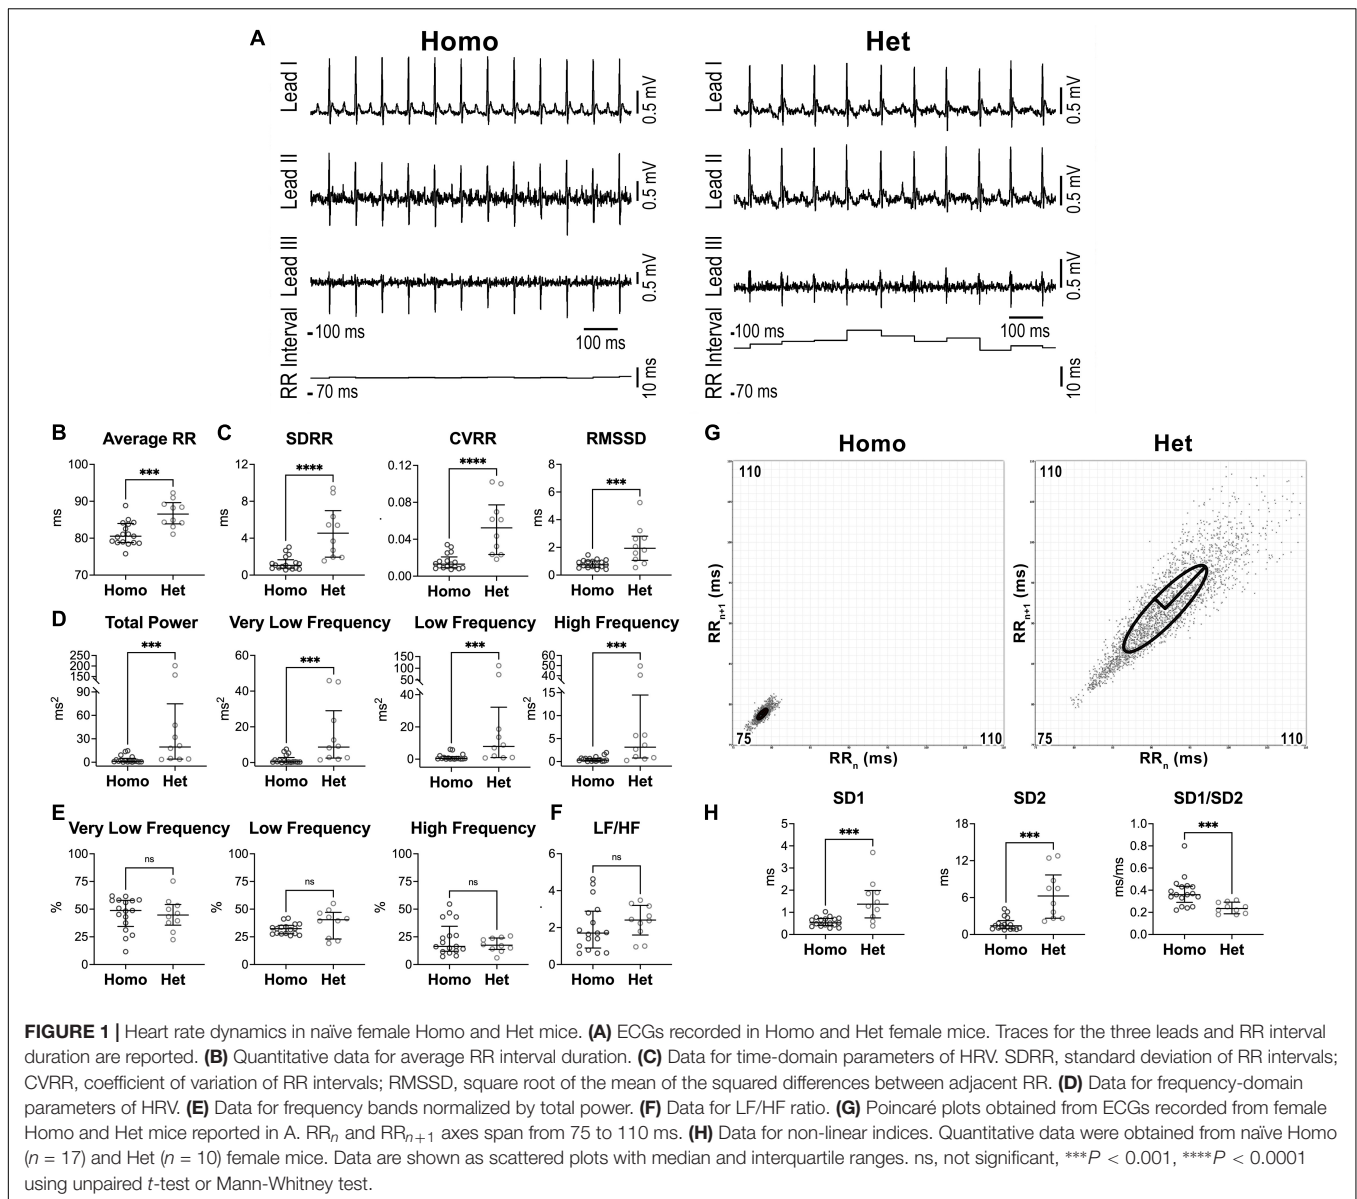 A
Homo
Het
Lead I
0.5 mV
Lead I
0.5 mV
Lead II
0.5 mV
Lead II
0.5 mV
Lead III
0.5 mV
Lead III
0.5 mV
RR Interval
-100 ms
100 ms
-70 ms
10 ms
RR Interval
-100 ms
100 ms
-70 ms
10 ms
B
Average RR
***
ms
100
90
80
70
Homo Het
C
SDRR
****
ms
12
8
4
0
Homo Het
CVRR
****
0.12
0.08
0.04
0.00
Homo Het
RMSSD
***
ms
8
6
4
2
0
Homo Het
D
Total Power
***
ms2
250
150
50
90
60
30
0
Homo Het
Very Low Frequency
***
ms2
60
40
20
0
Homo Het
Low Frequency
***
ms2
150
100
50
40
20
0
Homo Het
High Frequency
***
ms2
60
50
40
30
15
10
5
0
Homo Het
E
Very Low Frequency
ns
%
100
75
50
25
0
Homo Het
Low Frequency
ns
%
100
75
50
25
0
Homo Het
High Frequency
ns
%
100
75
50
25
0
Homo Het
F
LF/HF
ns
6
4
2
0
Homo Het
G
Homo
110
RRn+1 (ms)
75
110
RRn (ms)
Het
110
RRn+1 (ms)
75
110
RRn (ms)
H
SD1
***
ms
5
4
3
2
1
0
Homo Het
SD2
***
ms
18
12
6
0
Homo Het
SD1/SD2
***
ms/ms
1.0
0.8
0.6
0.4
0.2
0.0
Homo Het
FIGURE 1 | Heart rate dynamics in naïve female Homo and Het mice. (A) ECGs recorded in Homo and Het female mice. Traces for the three leads and RR interval
duration are reported. (B) Quantitative data for average RR interval duration. (C) Data for time-domain parameters of HRV. SDRR, standard deviation of RR intervals;
CVRR, coefficient of variation of RR intervals; RMSSD, square root of the mean of the squared differences between adjacent RR. (D) Data for frequency-domain
parameters of HRV. (E) Data for frequency bands normalized by total power. (F) Data for LF/HF ratio. (G) Poincaré plots obtained from ECGs recorded from female
Homo and Het mice reported in A. RRn and RRn+1 axes span from 75 to 110 ms. (H) Data for non-linear indices. Quantitative data were obtained from naïve Homo
(n = 17) and Het (n = 10) female mice. Data are shown as scattered plots with median and interquartile ranges. ns, not significant, ***P < 0.001, ****P < 0.0001
using unpaired t-test or Mann-Whitney test.